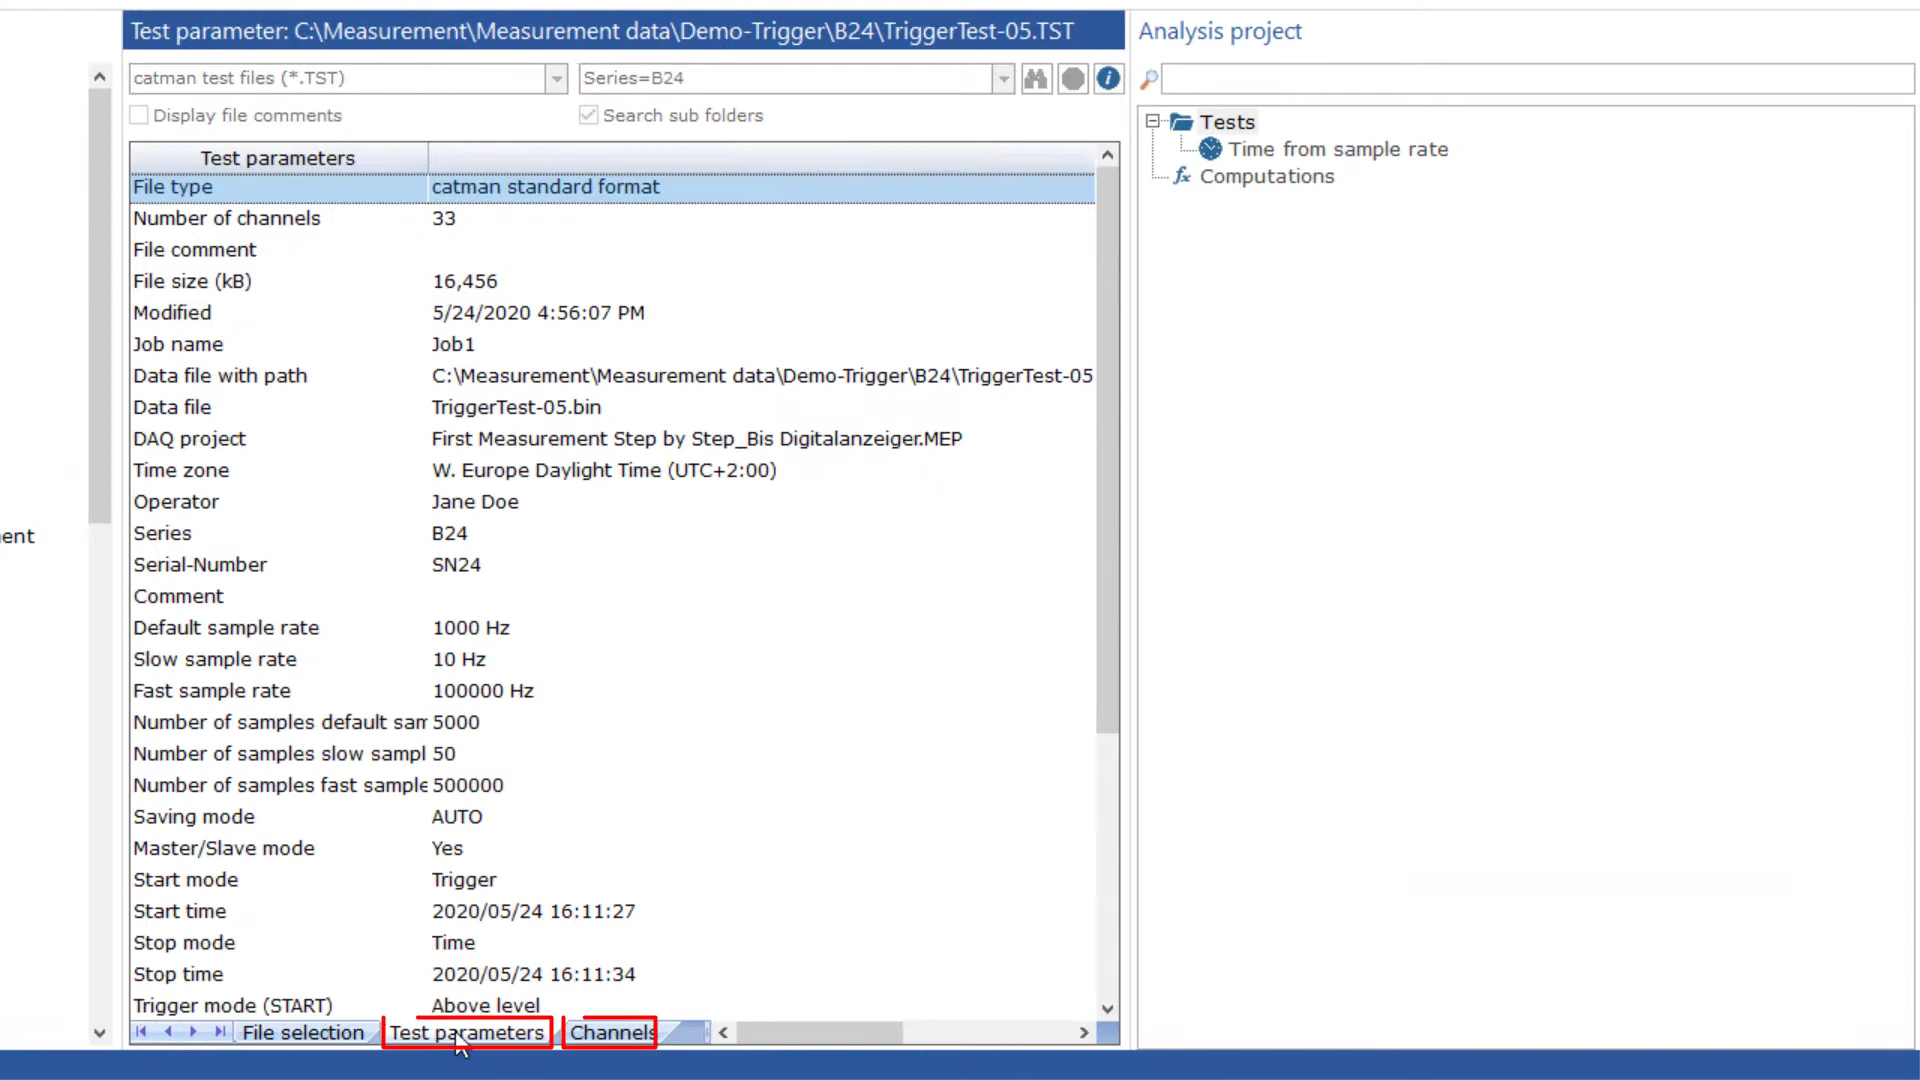 Test parameter: C:\Measurement\Measurement data\Demo-Trigger\B24\TriggerTest-05.TST
Analysis project
catman test files (*.TST)
Series=B24
Display file comments
Search sub folders
Test parameters
File type catman standard format
Number of channels 33
File comment
File size (kB) 16,456
Modified 5/24/2020 4:56:07 PM
Job name Job1
Data file with path C:\Measurement\Measurement data\Demo-Trigger\B24\TriggerTest-05
Data file TriggerTest-05.bin
DAQ project First Measurement Step by Step_Bis Digitalanzeiger.MEP
Time zone W. Europe Daylight Time (UTC+2:00)
Operator Jane Doe
Series B24
Serial-Number SN24
Comment
Default sample rate 1000 Hz
Slow sample rate 10 Hz
Fast sample rate 100000 Hz
Number of samples default sam 5000
Number of samples slow sampl 50
Number of samples fast sample 500000
Saving mode AUTO
Master/Slave mode Yes
Start mode Trigger
Start time 2020/05/24 16:11:27
Stop mode Time
Stop time 2020/05/24 16:11:34
Trigger mode (START) Above level
File selection
Test parameters
Channels
Tests
Time from sample rate
fx Computations
ent